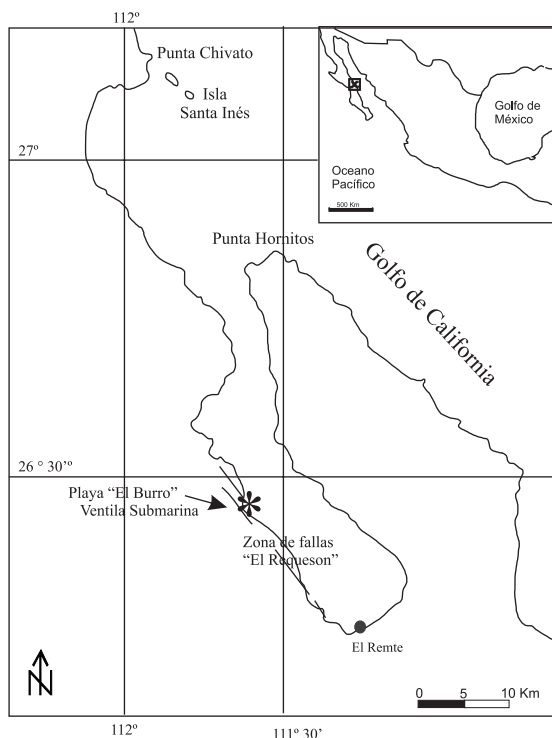 112º
Punta Chivato
Isla
Santa Inés
27º
Golfo de
México
Oceano
Pacífico
500 Km
Punta Hornitos
Golfo de California
26 º 30'º
Playa “El Burro”
Ventila Submarina
Zona de fallas
“El Requeson”
El Remte
N
0 5 10 Km
112º
111º 30'